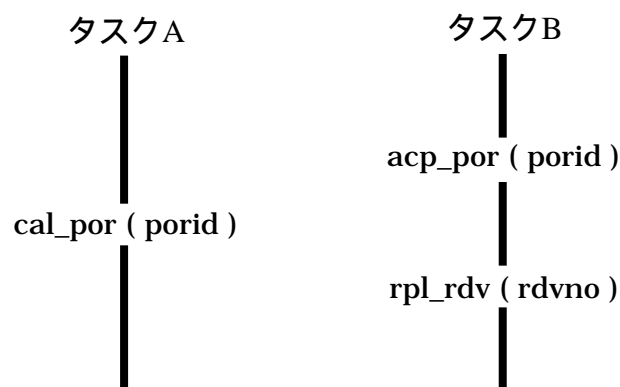 タスクA
cal_por ( porid )
タスクB
acp_por ( porid )
rpl_rdv ( rdvno )